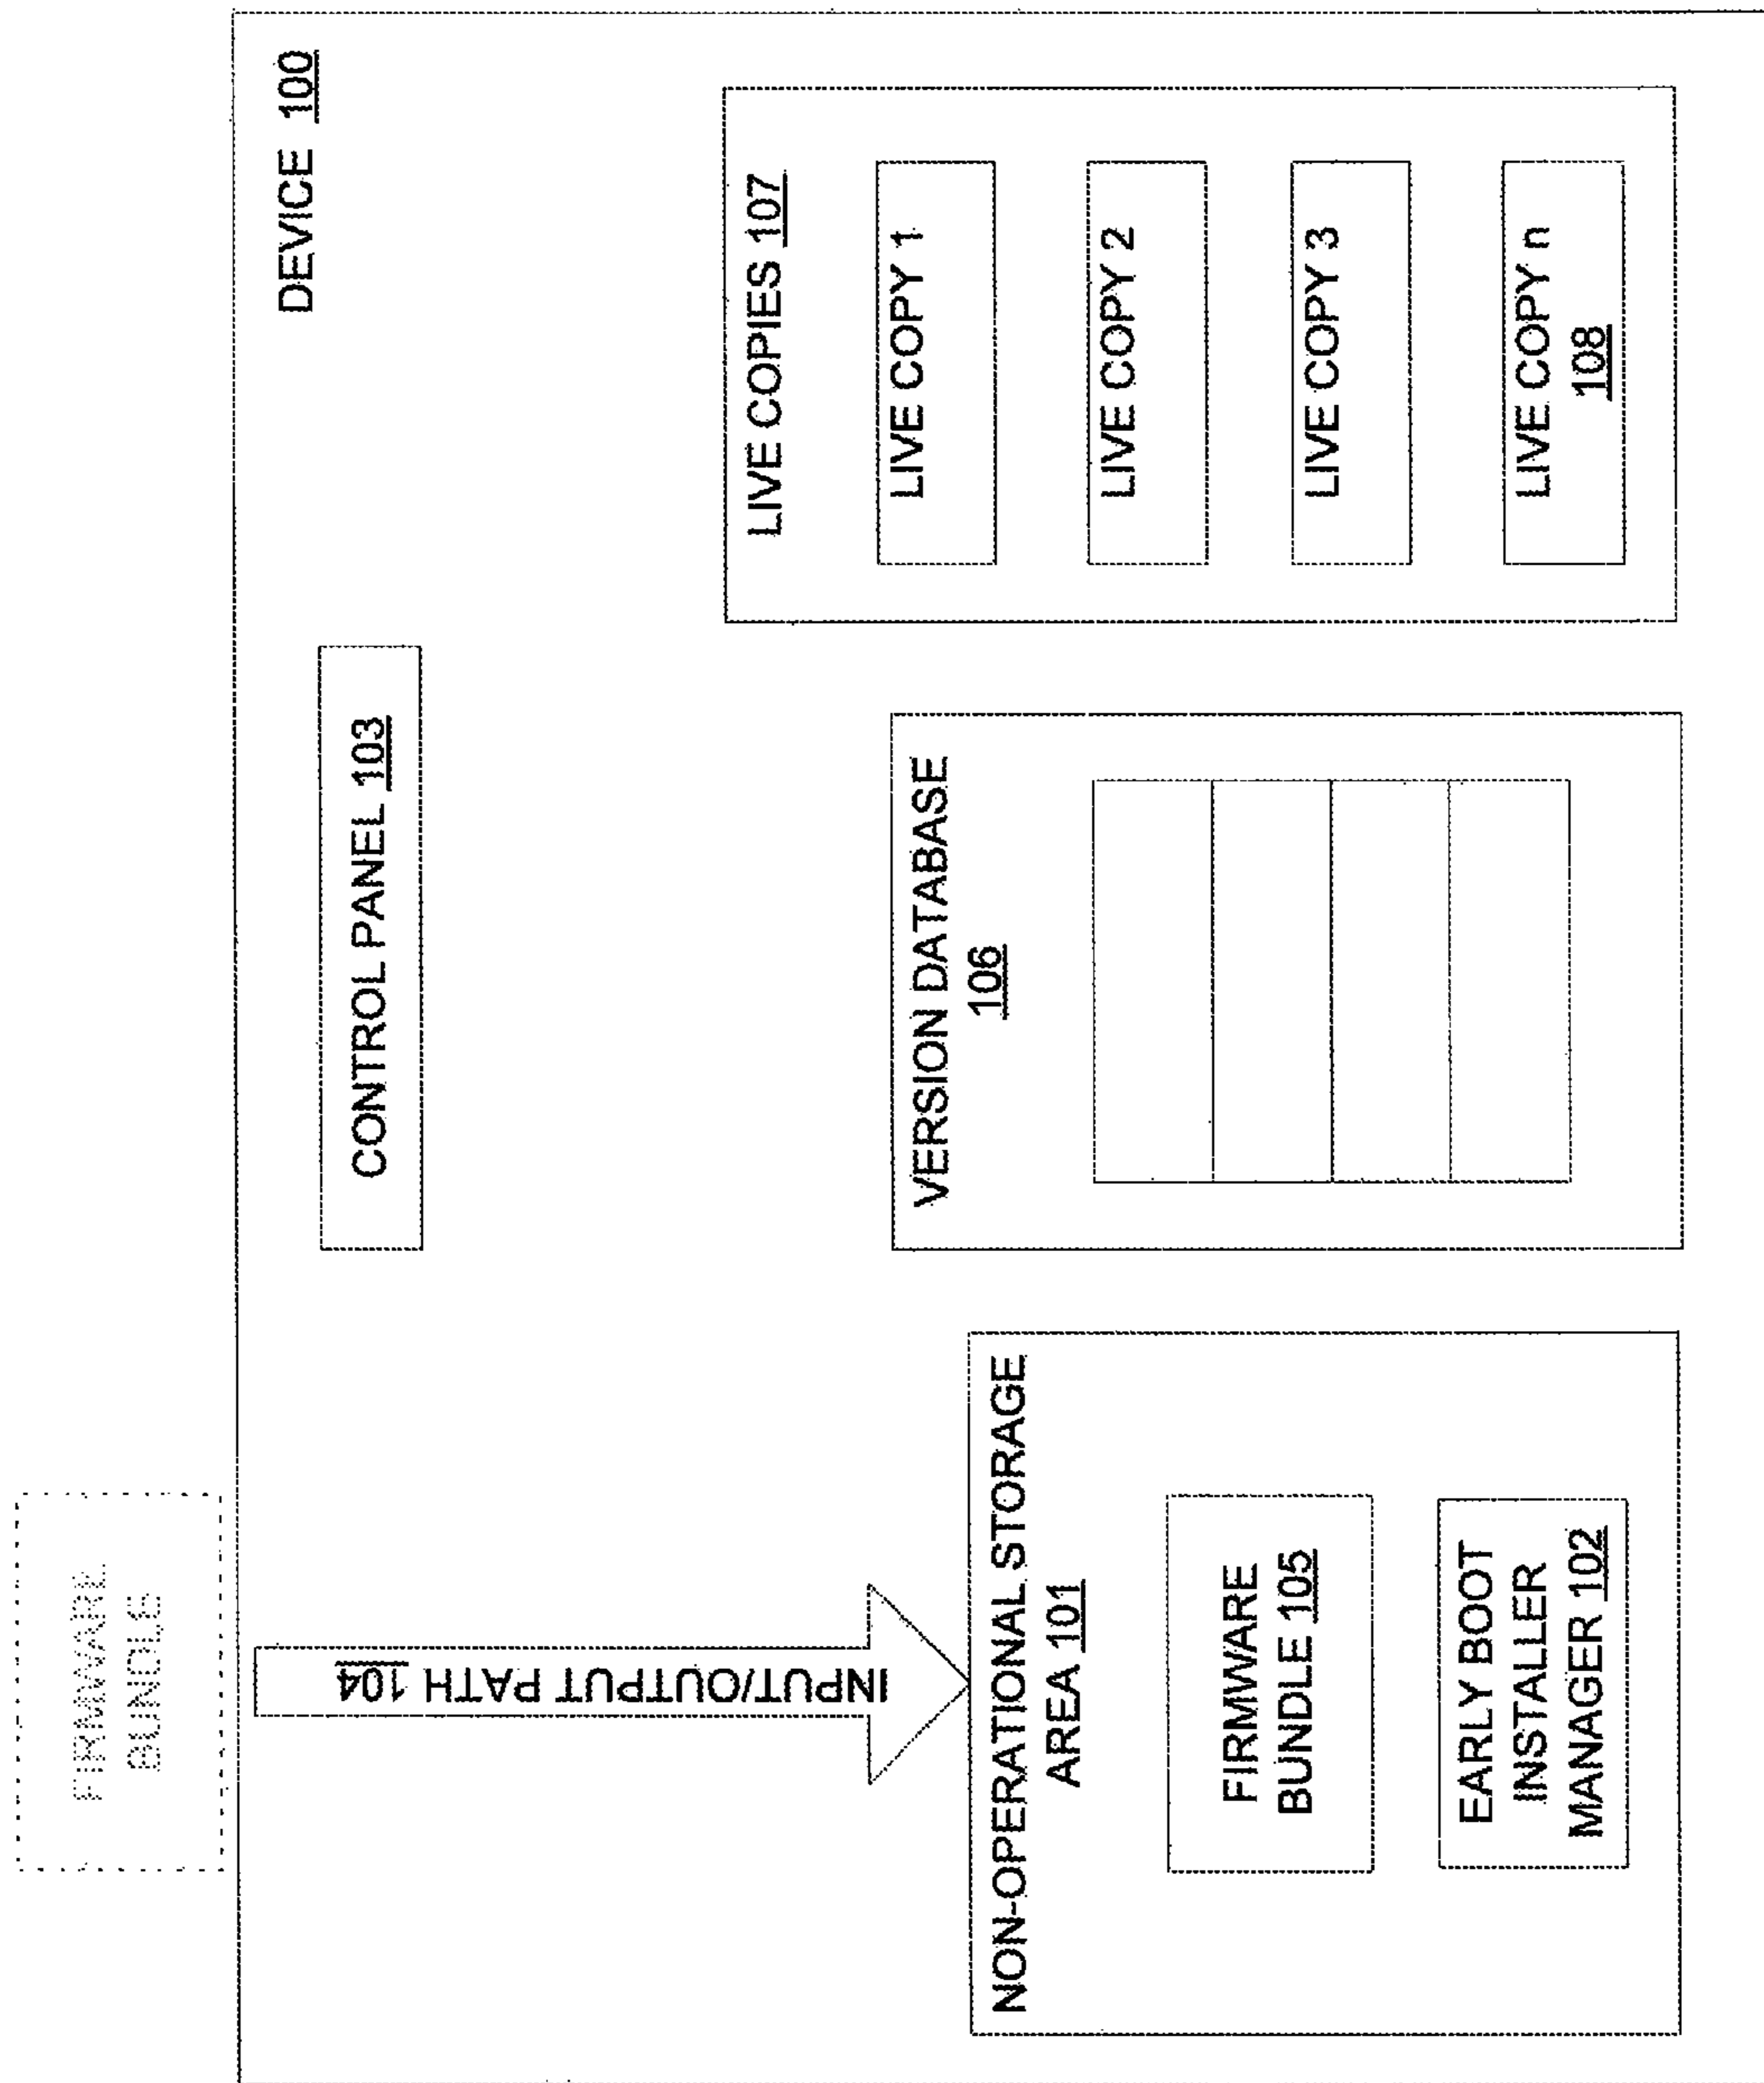 FIRMWARE
BUNDLE
DEVICE 100
CONTROL PANEL 103
INPUT/OUTPUT PATH 104
NON-OPERATIONAL STORAGE
AREA 101
FIRMWARE
BUNDLE 105
EARLY BOOT
INSTALLER
MANAGER 102
VERSION DATABASE
106
LIVE COPIES 107
LIVE COPY 1
LIVE COPY 2
LIVE COPY 3
LIVE COPY n
108